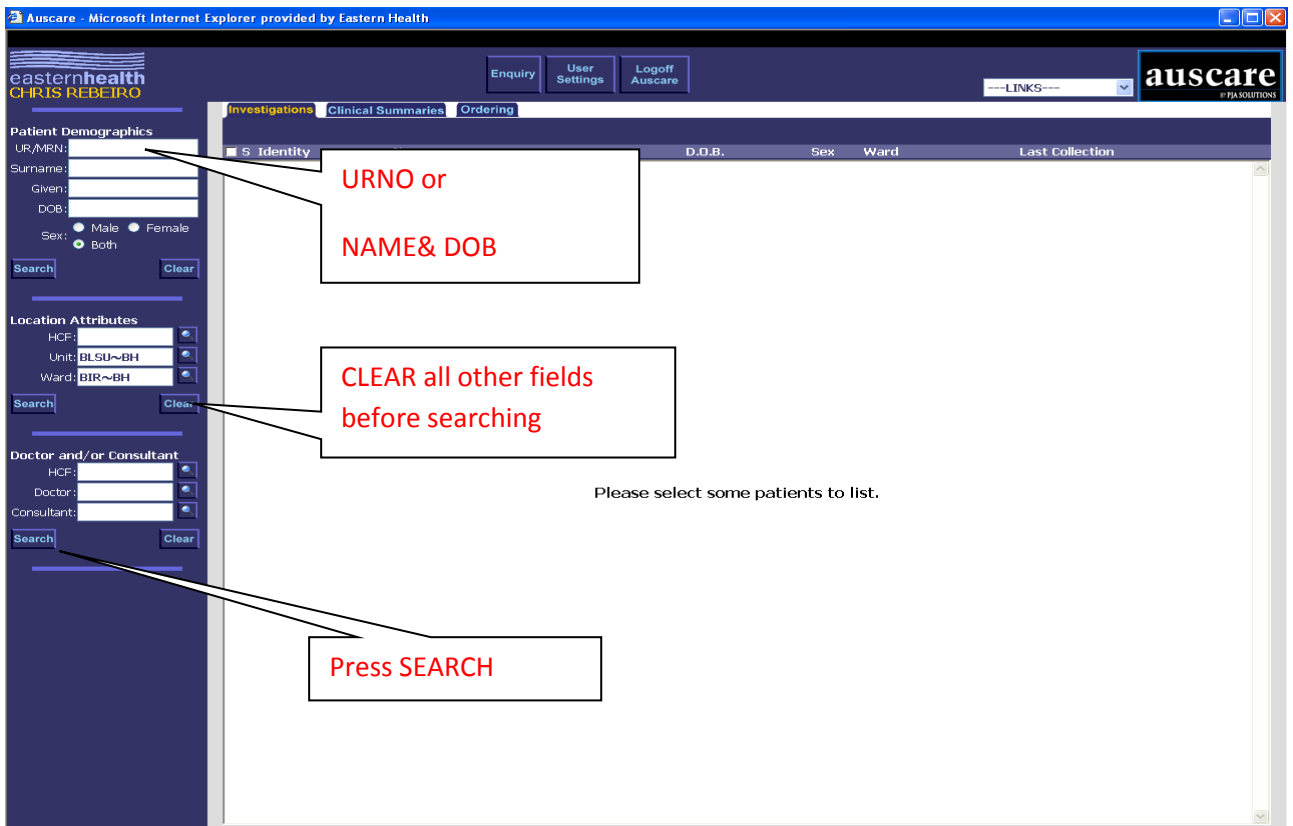 Auscare - Microsoft Internet Explorer provided by Eastern Health
easternhealth
CHRIS REBEIRO
Enquiry
User
Settings
Logoff
Auscare
---LINKS---
auscare
BY PJA SOLUTIONS
Investigations Clinical Summaries Ordering
S Identity D.O.B. Sex Ward Last Collection
Patient Demographics
UR/MRN:
Surname:
Given:
DOB:
Sex: Male Female
Both
Search Clear
Location Attributes
HCF:
Unit: BLSU~BH
Ward: BIR~BH
Search Clear
Doctor and/or Consultant
HCF:
Doctor:
Consultant:
Search Clear
URNO or
NAME& DOB
CLEAR all other fields
before searching
Please select some patients to list.
Press SEARCH